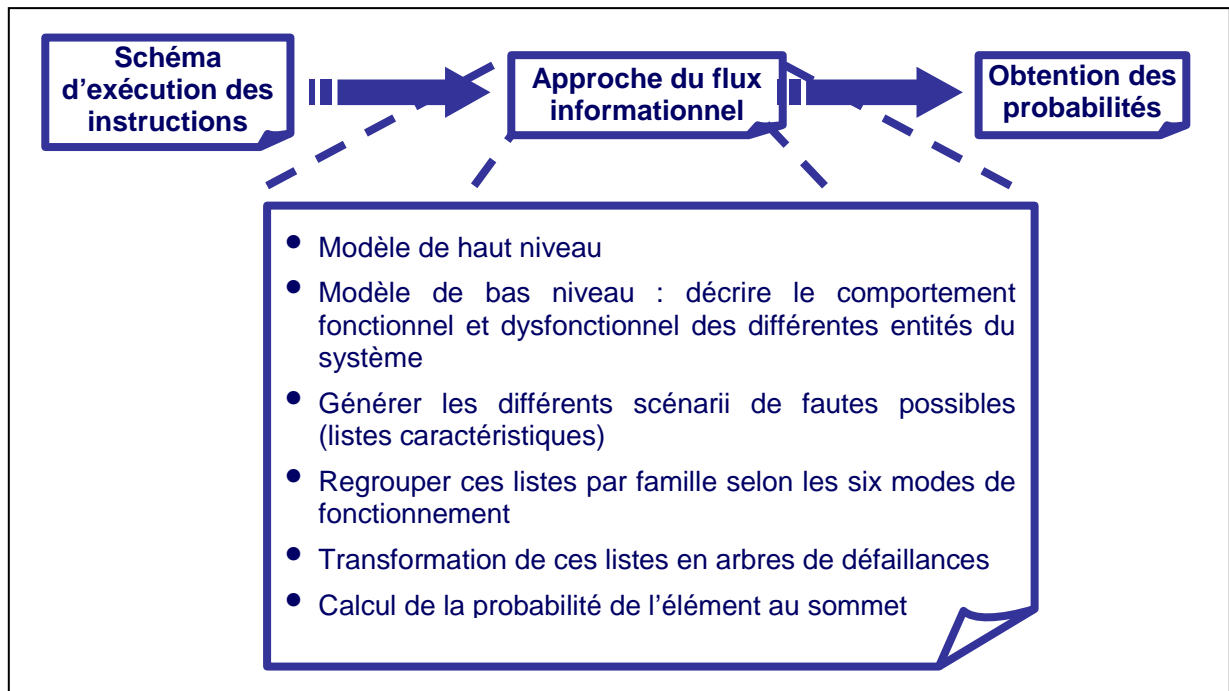 Schéma
d'exécution des
instructions
Approche du flux
informationnel
Obtention des
probabilités
• Modèle de haut niveau
• Modèle de bas niveau : décrire le comportement
fonctionnel et dysfonctionnel des différentes entités du
système
• Générer les différents scénarii de fautes possibles
(listes caractéristiques)
• Regrouper ces listes par famille selon les six modes de
fonctionnement
• Transformation de ces listes en arbres de défaillances
• Calcul de la probabilité de l'élément au sommet